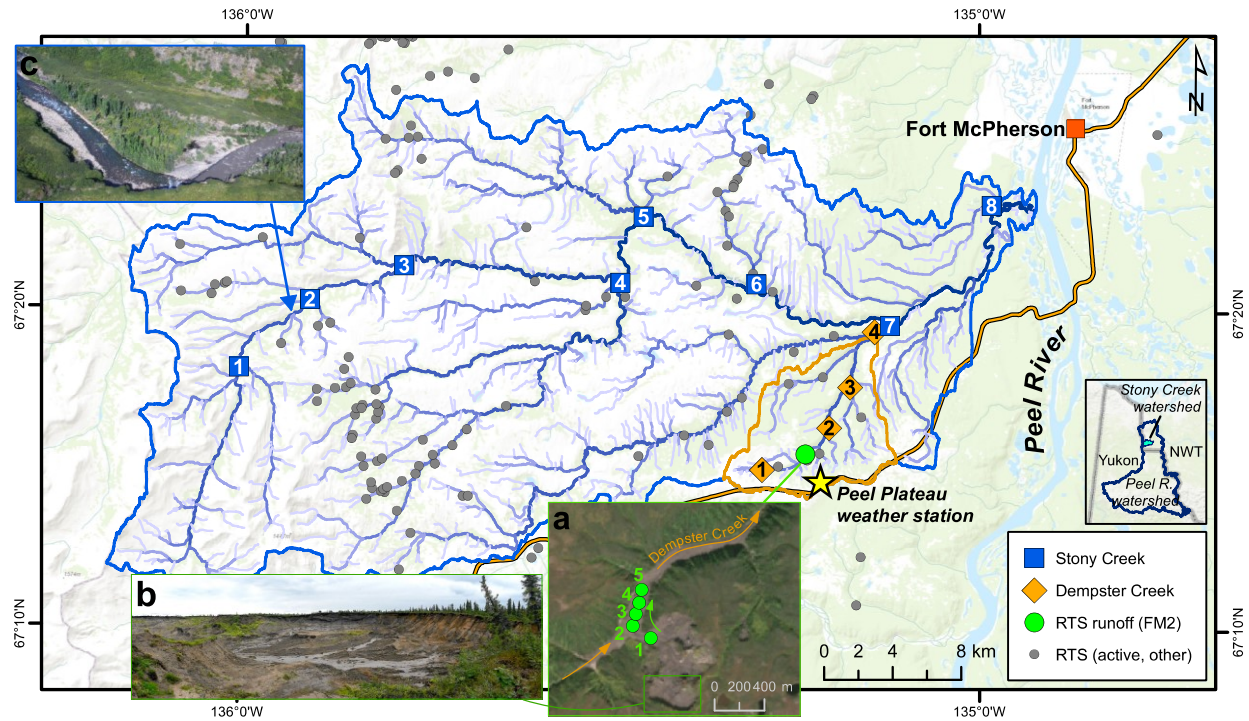 136°0'W
135°0'W
c
N
Fort McPherson
Fort
McPherson
8
5
3
4
6
2
67°20'N
67°20'N
7
4
1
3
Peel River
2
Stony Creek
watershed
Yukon
NWT
Peel R.
watershed
1
Peel Plateau
weather station
a
Dempster Creek
5
4
3
2
1
0 200 400 m
b
0 2 4 8 km
Stony Creek
Dempster Creek
RTS runoff (FM2)
RTS (active, other)
67°10'N
67°10'N
136°0'W
135°0'W